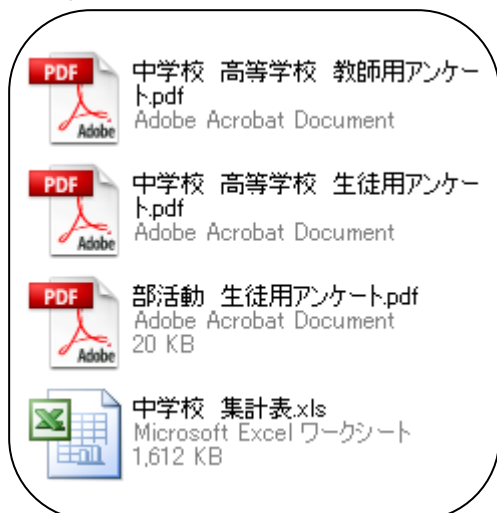 PDF
中学校 高等学校 教師用アンケー
ト.pdf
Adobe Acrobat Document
Adobe
PDF
中学校 高等学校 生徒用アンケー
ト.pdf
Adobe Acrobat Document
Adobe
PDF
部活動 生徒用アンケート.pdf
Adobe Acrobat Document
20 KB
Adobe
中学校 集計表.xls
Microsoft Excel ワークシート
1,612 KB